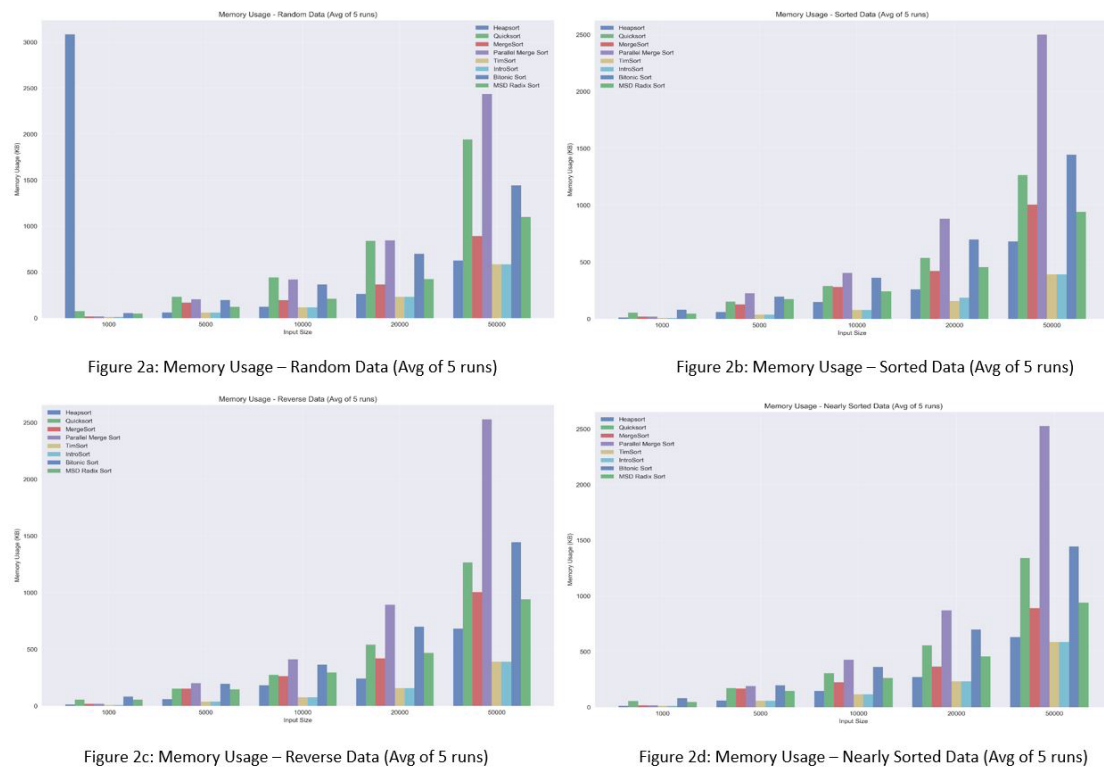 Memory Usage - Random Data (Avg of 5 runs)
Memory Usage (KB)
3000
2500
2000
1500
1000
500
0
Heapsort
Quicksort
MergeSort
Parallel Merge Sort
TimSort
IntroSort
Bitonic Sort
MSD Radix Sort
1000 5000 10000 20000 50000
Input Size
Figure 2a: Memory Usage – Random Data (Avg of 5 runs)
Memory Usage - Sorted Data (Avg of 5 runs)
Memory Usage (KB)
2500
2000
1500
1000
500
0
Heapsort
Quicksort
MergeSort
Parallel Merge Sort
TimSort
IntroSort
Bitonic Sort
MSD Radix Sort
1000 5000 10000 20000 50000
Input Size
Figure 2b: Memory Usage – Sorted Data (Avg of 5 runs)
Memory Usage - Reverse Data (Avg of 5 runs)
Memory Usage (KB)
2500
2000
1500
1000
500
0
Heapsort
Quicksort
MergeSort
Parallel Merge Sort
TimSort
IntroSort
Bitonic Sort
MSD Radix Sort
1000 5000 10000 20000 50000
Input Size
Figure 2c: Memory Usage – Reverse Data (Avg of 5 runs)
Memory Usage - Nearly Sorted Data (Avg of 5 runs)
Memory Usage (KB)
2500
2000
1500
1000
500
0
Heapsort
Quicksort
MergeSort
Parallel Merge Sort
TimSort
IntroSort
Bitonic Sort
MSD Radix Sort
1000 5000 10000 20000 50000
Input Size
Figure 2d: Memory Usage – Nearly Sorted Data (Avg of 5 runs)